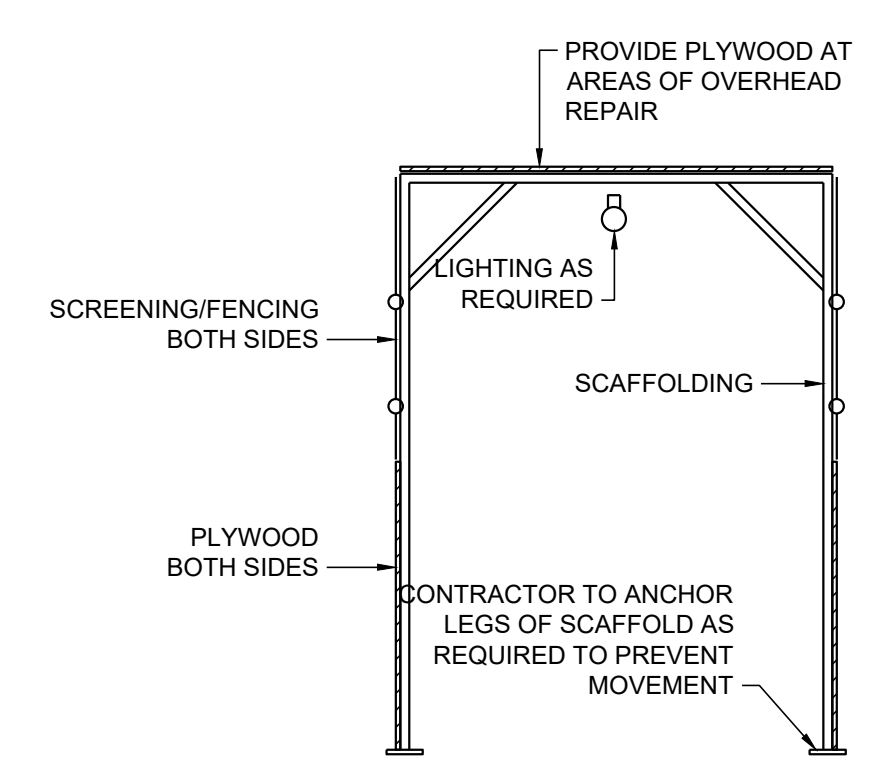 PROVIDE PLYWOOD AT
AREAS OF OVERHEAD
REPAIR
LIGHTING AS
REQUIRED
SCREENING/FENCING
BOTH SIDES
SCAFFOLDING
PLYWOOD
BOTH SIDES
CONTRACTOR TO ANCHOR
LEGS OF SCAFFOLD AS
REQUIRED TO PREVENT
MOVEMENT